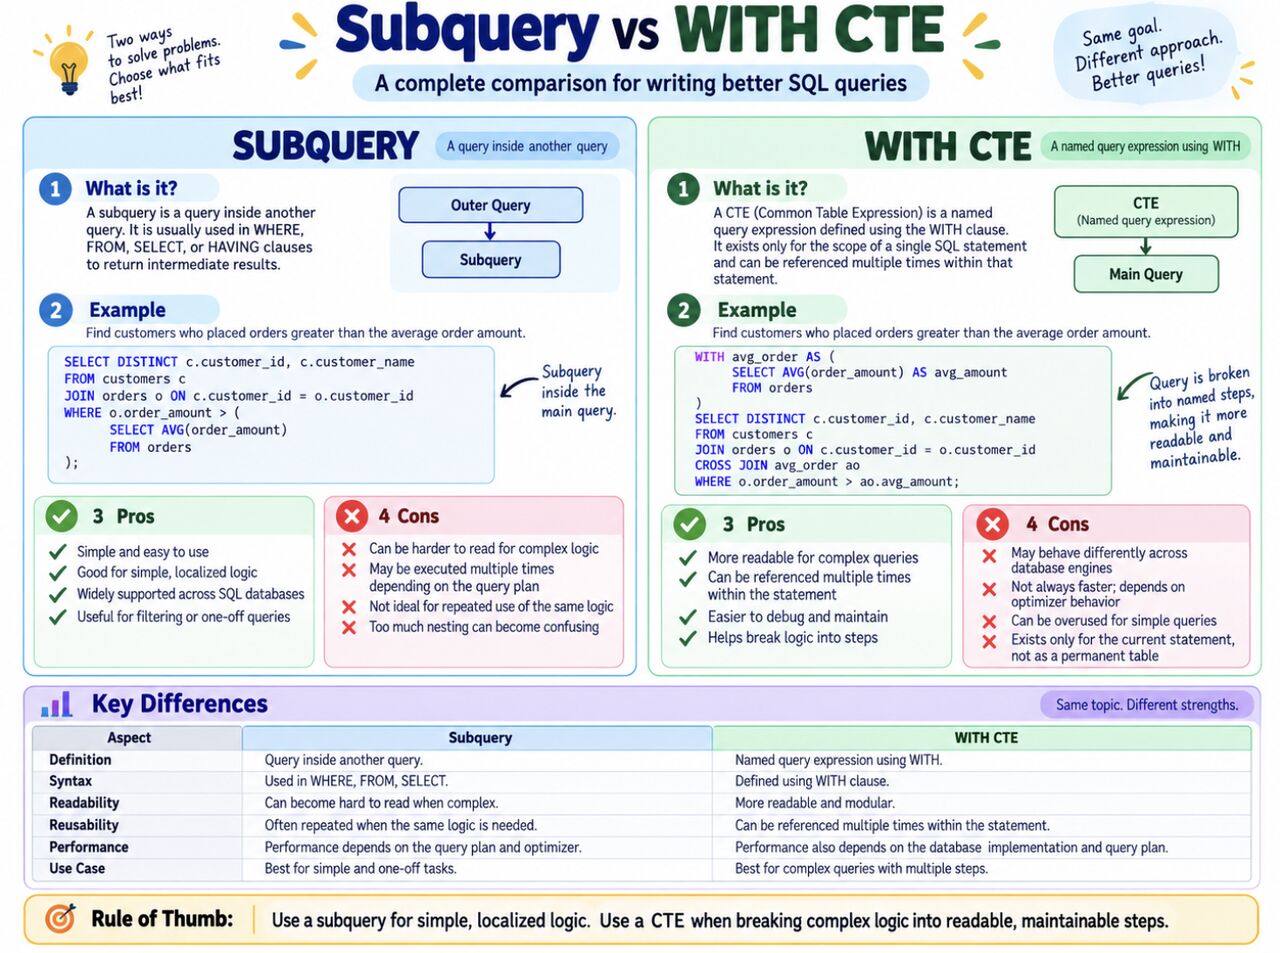 Two ways
to solve problems.
Choose what fits
best!
Subquery vs WITH CTE
A complete comparison for writing better SQL queries
Same goal.
Different approach.
Better queries!
SUBQUERY
A query inside another query
1 What is it?
A subquery is a query inside another
query. It is usually used in WHERE,
FROM, SELECT, or HAVING clauses
to return intermediate results.
Outer Query
Subquery
2 Example
Find customers who placed orders greater than the average order amount.
SELECT DISTINCT c.customer_id, c.customer_name
FROM customers c
JOIN orders o ON c.customer_id = o.customer_id
WHERE o.order_amount > (
SELECT AVG(order_amount)
FROM orders
);
Subquery
inside the
main query.
3 Pros
Simple and easy to use
Good for simple, localized logic
Widely supported across SQL databases
Useful for filtering or one-off queries
4 Cons
Can be harder to read for complex logic
May be executed multiple times
depending on the query plan
Not ideal for repeated use of the same logic
Too much nesting can become confusing
WITH CTE
A named query expression using WITH
1 What is it?
A CTE (Common Table Expression) is a named
query expression defined using the WITH clause.
It exists only for the scope of a single SQL statement
and can be referenced multiple times within that
statement.
CTE
(Named query expression)
Main Query
2 Example
Find customers who placed orders greater than the average order amount.
WITH avg_order AS (
SELECT AVG(order_amount) AS avg_amount
FROM orders
)
SELECT DISTINCT c.customer_id, c.customer_name
FROM customers c
JOIN orders o ON c.customer_id = o.customer_id
CROSS JOIN avg_order ao
WHERE o.order_amount > ao.avg_amount;
Query is broken
into named steps,
making it more
readable and
maintainable.
3 Pros
More readable for complex queries
Can be referenced multiple times
within the statement
Easier to debug and maintain
Helps break logic into steps
4 Cons
May behave differently across
database engines
Not always faster; depends on
optimizer behavior
Can be overused for simple queries
Exists only for the current statement,
not as a permanent table
Key Differences
Same topic. Different strengths.
Aspect Subquery WITH CTE
Definition Query inside another query. Named query expression using WITH.
Syntax Used in WHERE, FROM, SELECT. Defined using WITH clause.
Readability Can become hard to read when complex. More readable and modular.
Reusability Often repeated when the same logic is needed. Can be referenced multiple times within the statement.
Performance Performance depends on the query plan and optimizer. Performance also depends on the database implementation and query plan.
Use Case Best for simple and one-off tasks. Best for complex queries with multiple steps.
Rule of Thumb: Use a subquery for simple, localized logic. Use a CTE when breaking complex logic into readable, maintainable steps.